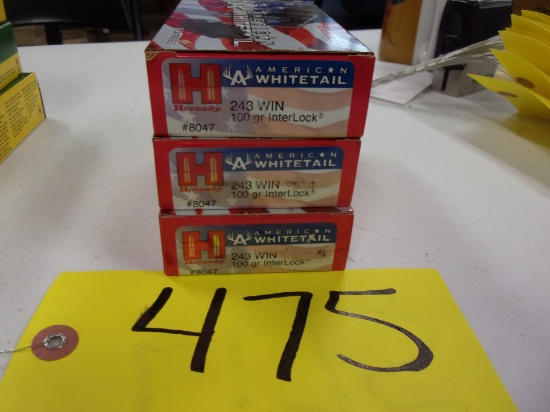 AMERICAN
WHITETAIL
H
Hornady
243 WIN
100 gr InterLock®
#8047
AMERICAN
WHITETAIL
H
Hornady
243 WIN
100 gr InterLock®
#8047
AMERICAN
WHITETAIL
H
Hornady
243 WIN
100 gr InterLock®
#8047
475